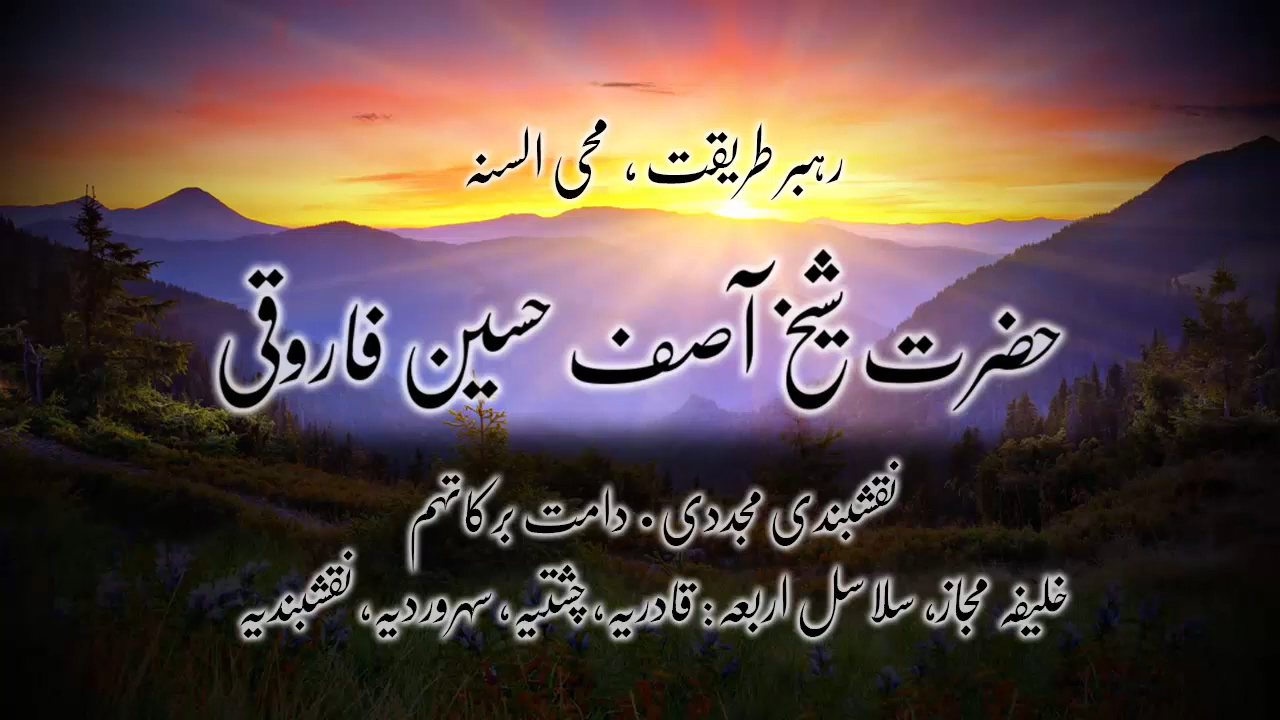 رہبر طریقت ، محی السنہ
حضرت شیخ آصف حسین فاروقی
نقشبندی مجددی ۰ دامت برکاتہم
خلیفہ مجاز، سلاسل اربعہ: قادریہ، چشتیہ، سہروردیہ، نقشبندیہ